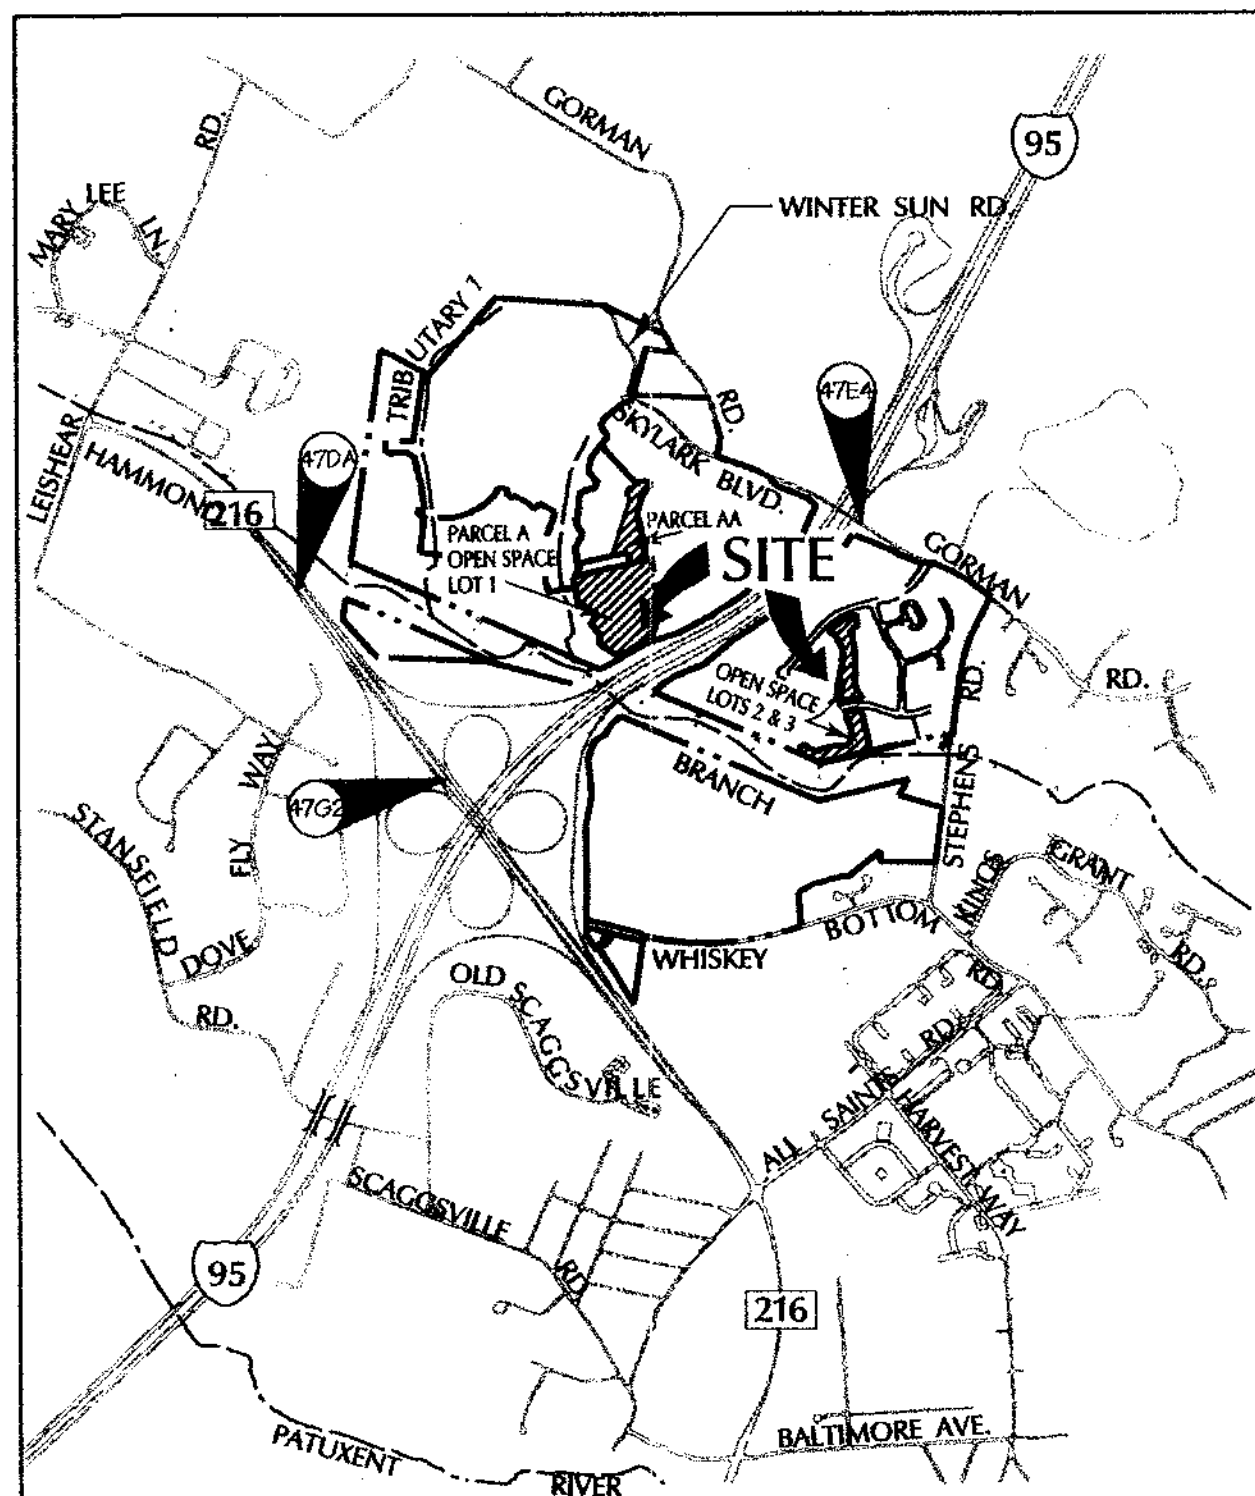 GORMAN
95
RD.
MARY LEE
LN.
WINTER SUN RD.
TRIBUTARY 1
47E4
RD.
SKYLARK BLVD.
LEISHEAR
HAMMOND
47DA
216
PARCEL A
OPEN SPACE
LOT 1
PARCEL AA
SITE
GORMAN
RD.
OPEN SPACE
LOTS 2 & 3
RD.
STEPHENS
BRANCH
FLY WAY
47G2
STANSFIELD
DOVE
RD.
KINGS
GRANT
RD.
BOTTOM
WHISKEY
RD.
OLD SCAGGSVILLE
ALL SAINTS RD.
HARVEST WAY
SCAGGSVILLE
RD.
95
216
BALTIMORE AVE.
PATUXENT
RIVER